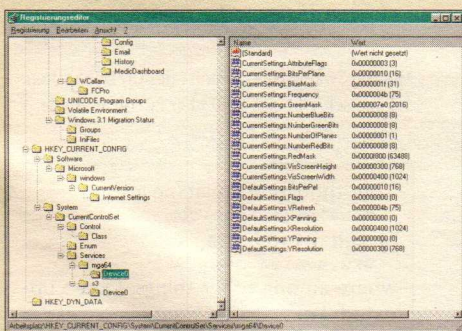 Registrierungseditor
Registrierung Bearbeiten Ansicht ?
Config
Email
History
MedicDashboard
WCallan
FCPro
UNICODE Program Groups
Volatile Environment
Windows 3.1 Migration Status
Groups
IniFiles
HKEY_CURRENT_CONFIG
Software
Microsoft
windows
CurrentVersion
Internet Settings
System
CurrentControlSet
Control
Class
Enum
Services
mga64
Device0
s3
Device0
HKEY_DYN_DATA
Name Wert
(Standard) (Wert nicht gesetzt)
CurrentSettings.AttributeFlags 0x00000003 (3)
CurrentSettings.BitsPerPlane 0x00000010 (16)
CurrentSettings.BlueMask 0x0000001f (31)
CurrentSettings.Frequency 0x0000004b (75)
CurrentSettings.GreenMask 0x000007e0 (2016)
CurrentSettings.NumberBlueBits 0x00000008 (8)
CurrentSettings.NumberGreenBits 0x00000008 (8)
CurrentSettings.NumberOfPlanes 0x00000001 (1)
CurrentSettings.NumberRedBits 0x00000008 (8)
CurrentSettings.RedMask 0x0000f800 (63488)
CurrentSettings.VisScreenHeight 0x00000300 (768)
CurrentSettings.VisScreenWidth 0x00000400 (1024)
DefaultSettings.BitsPerPel 0x00000010 (16)
DefaultSettings.Flags 0x00000000 (0)
DefaultSettings.VRefresh 0x0000004b (75)
DefaultSettings.XPanning 0x00000000 (0)
DefaultSettings.XResolution 0x00000400 (1024)
DefaultSettings.YPanning 0x00000000 (0)
DefaultSettings.YResolution 0x00000300 (768)
Arbeitsplatz\HKEY_CURRENT_CONFIG\System\CurrentControlSet\Services\mga64\Device0